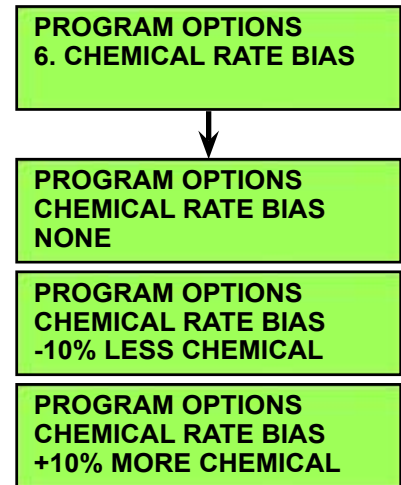 PROGRAM OPTIONS
6. CHEMICAL RATE BIAS
PROGRAM OPTIONS
CHEMICAL RATE BIAS
NONE
PROGRAM OPTIONS
CHEMICAL RATE BIAS
-10% LESS CHEMICAL
PROGRAM OPTIONS
CHEMICAL RATE BIAS
+10% MORE CHEMICAL